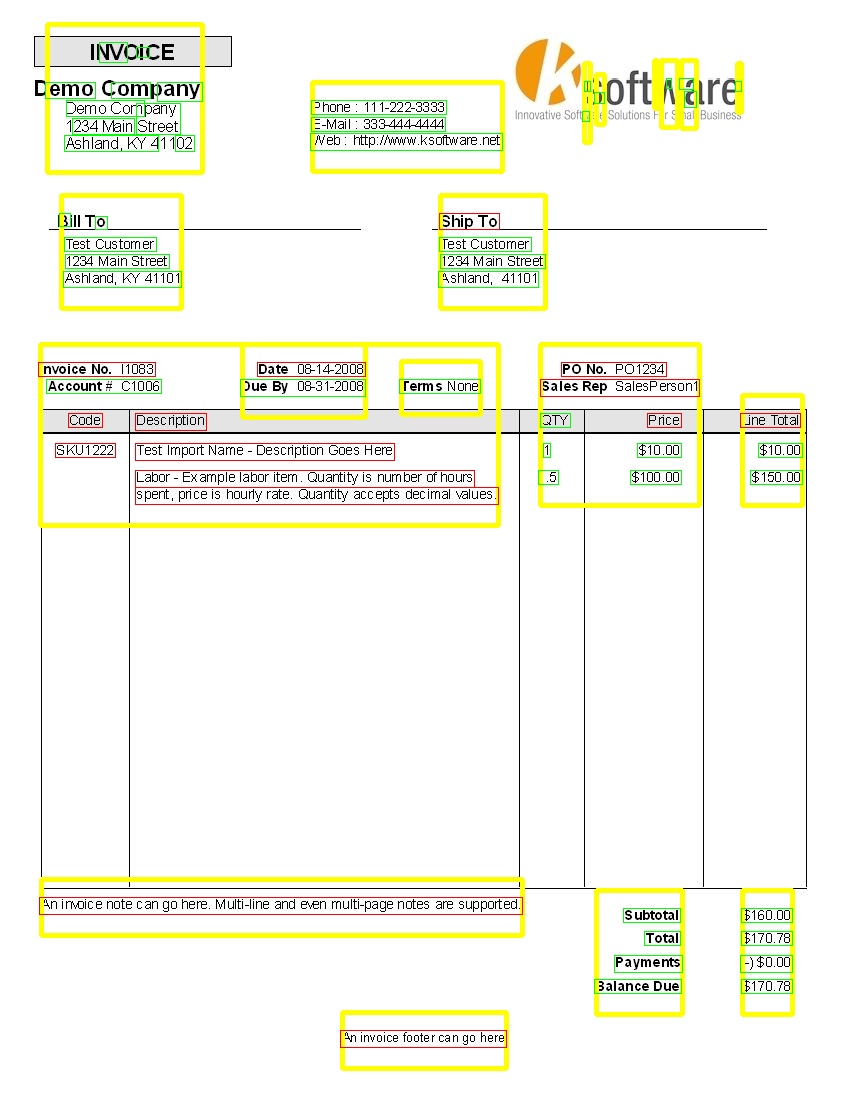 INVOICE
Ksoftware
Innovative Software Solutions For Small Business
Demo Company
Demo Company
1234 Main Street
Ashland, KY 41102
Phone : 111-222-3333
E-Mail : 333-444-4444
Web : http://www.ksoftware.net
Bill To
Test Customer
1234 Main Street
Ashland, KY 41101
Ship To
Test Customer
1234 Main Street
Ashland, 41101
Invoice No. I1083 Date 08-14-2008 PO No. PO1234
Account # C1006 Due By 08-31-2008 Terms None Sales Rep SalesPerson1
Code Description QTY Price Line Total
SKU1222 Test Import Name - Description Goes Here 1 $10.00 $10.00
Labor - Example labor item. Quantity is number of hours .5 $100.00 $150.00
spent, price is hourly rate. Quantity accepts decimal values.
An invoice note can go here. Multi-line and even multi-page notes are supported.
Subtotal $160.00
Total $170.78
Payments (-) $0.00
Balance Due $170.78
An invoice footer can go here